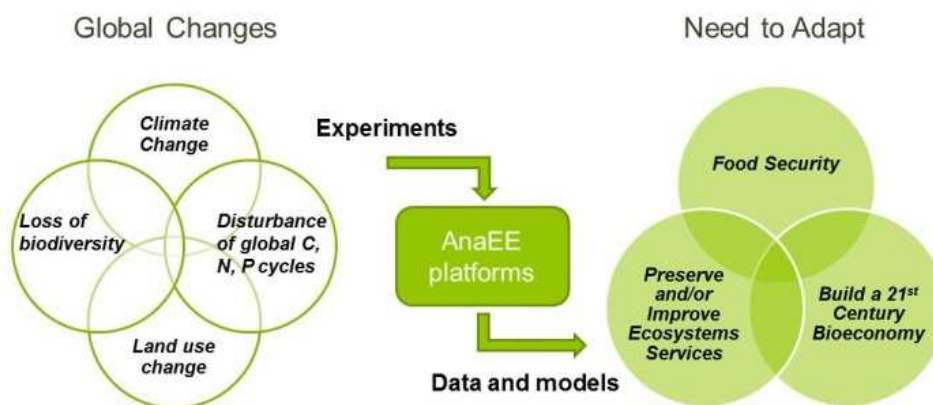 Global Changes
Need to Adapt
Climate
Change
Experiments
Food Security
Loss of
biodiversity
Disturbance
of global C,
N, P cycles
AnaEE
platforms
Preserve
and/or
Improve
Ecosystems
Services
Build a 21st
Century
Bioeconomy
Land use
change
Data and models